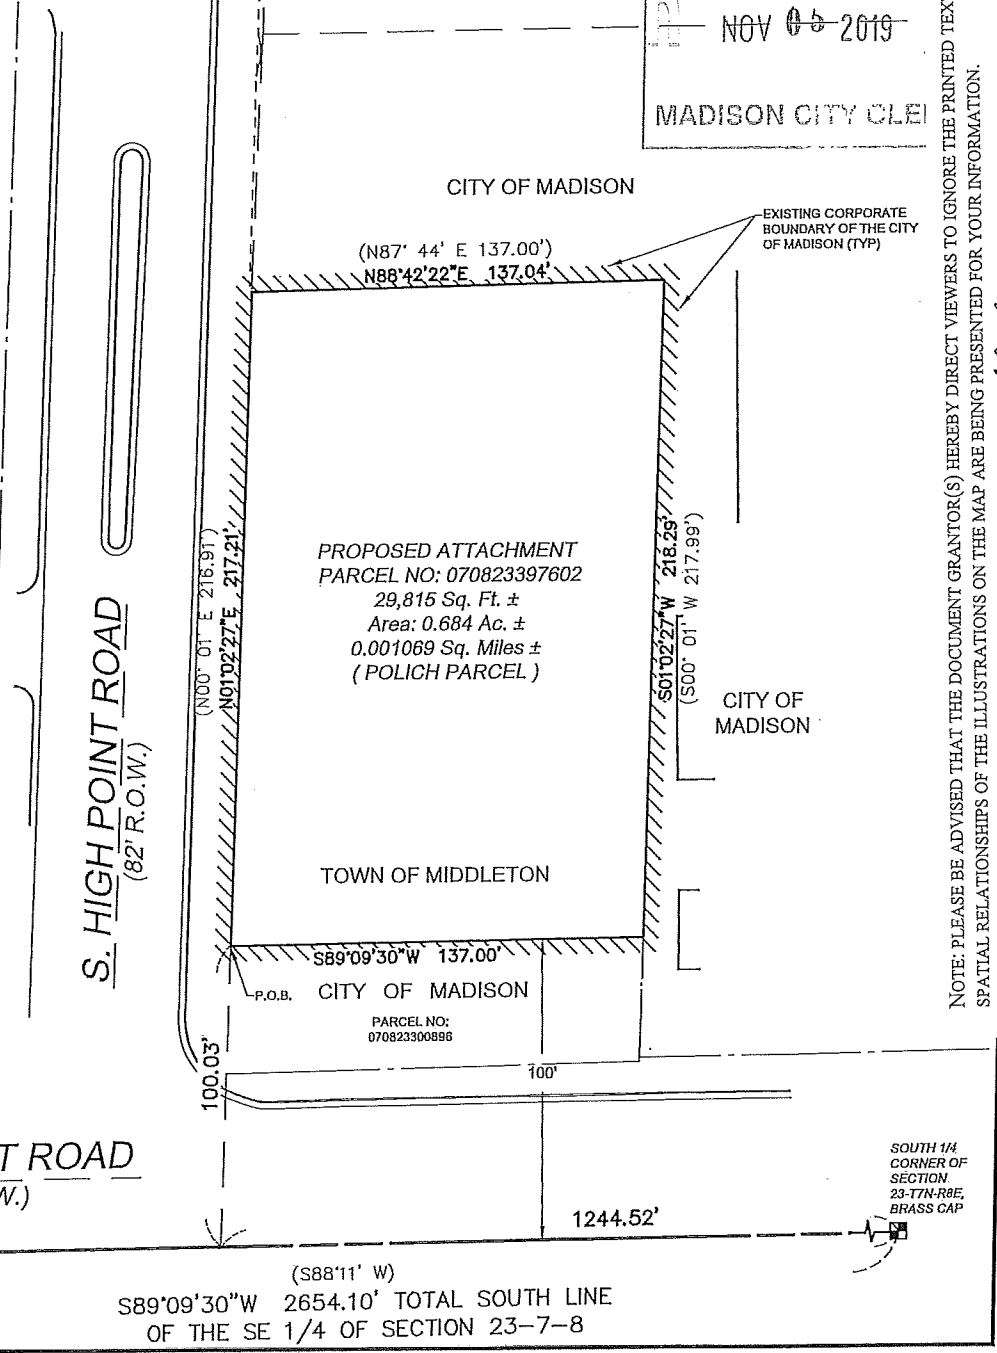 NOV 05 2019
MADISON CITY CLE
CITY OF MADISON
EXISTING CORPORATE
BOUNDARY OF THE CITY
OF MADISON (TYP)
(N87° 44' E 137.00')
N88°42'22"E 137.04'
(N00° 01' E 216.91')
N01°02'27"E 217.21'
PROPOSED ATTACHMENT
PARCEL NO: 070823397602
29,815 Sq. Ft. ±
Area: 0.684 Ac. ±
0.001069 Sq. Miles ±
( POLICH PARCEL )
S01°02'27"W 218.29'
(S00° 01' W 217.99')
CITY OF
MADISON
S. HIGH POINT ROAD
(82' R.O.W.)
TOWN OF MIDDLETON
S89°09'30"W 137.00'
P.O.B.
CITY OF MADISON
PARCEL NO:
070823300896
100.03'
100'
T ROAD
W.)
SOUTH 1/4
CORNER OF
SECTION
23-T7N-R8E,
BRASS CAP
1244.52'
(S88°11' W)
S89°09'30"W 2654.10' TOTAL SOUTH LINE
OF THE SE 1/4 OF SECTION 23-7-8
NOTE: PLEASE BE ADVISED THAT THE DOCUMENT GRANTOR(S) HEREBY DIRECT VIEWERS TO IGNORE THE PRINTED TEX
SPATIAL RELATIONSHIPS OF THE ILLUSTRATIONS ON THE MAP ARE BEING PRESENTED FOR YOUR INFORMATION.